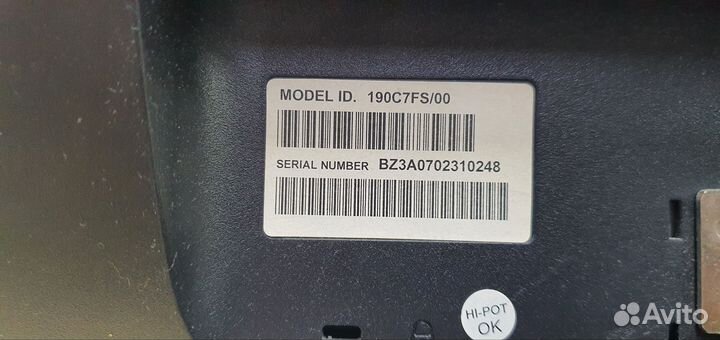 MODEL ID. 190C7FS/00
SERIAL NUMBER BZ3A0702310248
HI-POT
OK
Avito